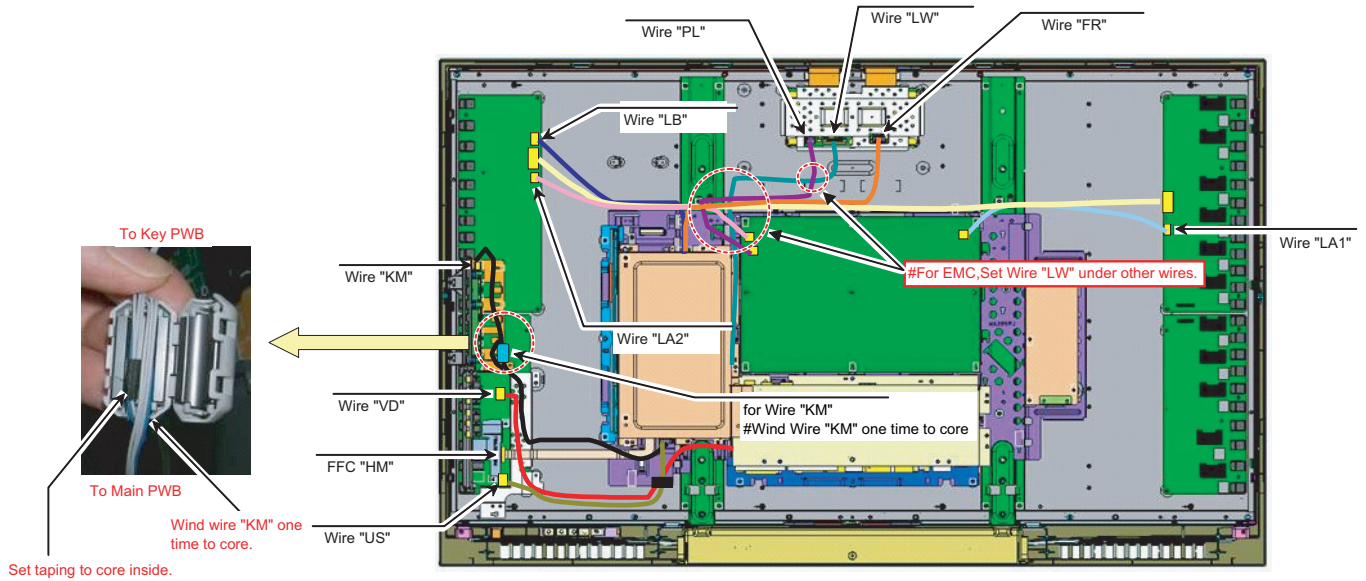 Wire "PL"
Wire "LW"
Wire "FR"
Wire "LB"
To Key PWB
Wire "KM"
Wire "LA1"
#For EMC,Set Wire "LW" under other wires.
Wire "LA2"
Wire "VD"
for Wire "KM"
#Wind Wire "KM" one time to core
FFC "HM"
To Main PWB
Wind wire "KM" one
time to core.
Wire "US"
Set taping to core inside.